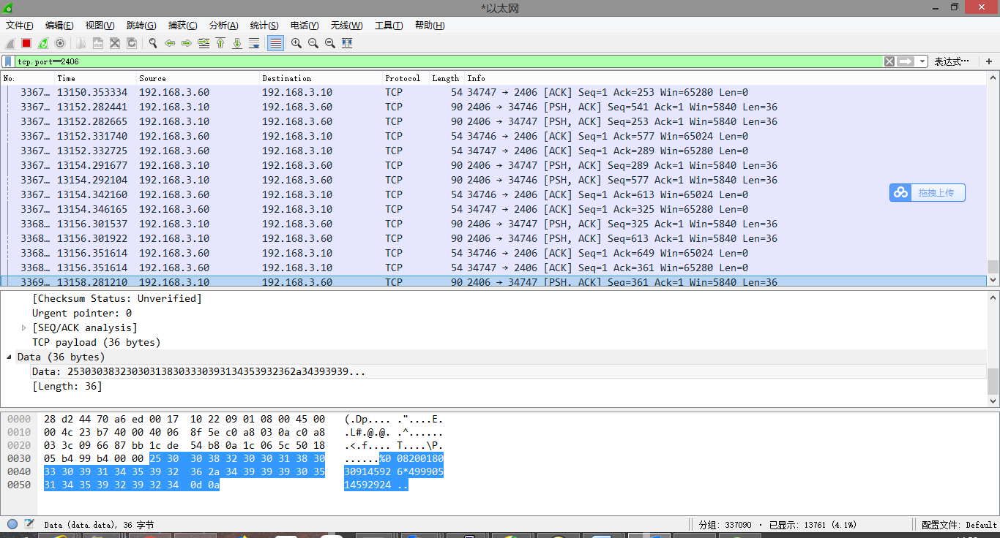 *以太网
文件(F) 编辑(E) 视图(V) 跳转(G) 捕获(C) 分析(A) 统计(S) 电话(Y) 无线(W) 工具(T) 帮助(H)
tcp.port==2406 表达式… +
No. Time Source Destination Protocol Length Info
3367… 13150.353334 192.168.3.60 192.168.3.10 TCP 54 34747 → 2406 [ACK] Seq=1 Ack=253 Win=65280 Len=0
3367… 13152.282441 192.168.3.10 192.168.3.60 TCP 90 2406 → 34746 [PSH, ACK] Seq=541 Ack=1 Win=5840 Len=36
3367… 13152.282665 192.168.3.10 192.168.3.60 TCP 90 2406 → 34747 [PSH, ACK] Seq=253 Ack=1 Win=5840 Len=36
3367… 13152.331740 192.168.3.60 192.168.3.10 TCP 54 34746 → 2406 [ACK] Seq=1 Ack=577 Win=65024 Len=0
3367… 13152.332725 192.168.3.60 192.168.3.10 TCP 54 34747 → 2406 [ACK] Seq=1 Ack=289 Win=65280 Len=0
3367… 13154.291677 192.168.3.10 192.168.3.60 TCP 90 2406 → 34747 [PSH, ACK] Seq=289 Ack=1 Win=5840 Len=36
3367… 13154.292104 192.168.3.10 192.168.3.60 TCP 90 2406 → 34746 [PSH, ACK] Seq=577 Ack=1 Win=5840 Len=36
3367… 13154.342160 192.168.3.60 192.168.3.10 TCP 54 34746 → 2406 [ACK] Seq=1 Ack=613 Win=65024 Len=0
3367… 13154.346165 192.168.3.60 192.168.3.10 TCP 54 34747 → 2406 [ACK] Seq=1 Ack=325 Win=65280 Len=0
3368… 13156.301537 192.168.3.10 192.168.3.60 TCP 90 2406 → 34747 [PSH, ACK] Seq=325 Ack=1 Win=5840 Len=36
3368… 13156.301922 192.168.3.10 192.168.3.60 TCP 90 2406 → 34746 [PSH, ACK] Seq=613 Ack=1 Win=5840 Len=36
3368… 13156.351614 192.168.3.60 192.168.3.10 TCP 54 34746 → 2406 [ACK] Seq=1 Ack=649 Win=65024 Len=0
3368… 13156.351614 192.168.3.60 192.168.3.10 TCP 54 34747 → 2406 [ACK] Seq=1 Ack=361 Win=65280 Len=0
3369… 13158.281210 192.168.3.10 192.168.3.60 TCP 90 2406 → 34747 [PSH, ACK] Seq=361 Ack=1 Win=5840 Len=36
拖拽上传
[Checksum Status: Unverified]
Urgent pointer: 0
[SEQ/ACK analysis]
TCP payload (36 bytes)
Data (36 bytes)
Data: 253030383230303138303330393134353932362a34393939...
[Length: 36]
0000 28 d2 44 70 a6 ed 00 17 10 22 09 01 08 00 45 00 (.Dp.... ."....E.
0010 00 4c 23 b7 40 00 40 06 8f 5e c0 a8 03 0a c0 a8 .L#.@.@. .^......
0020 03 3c 09 66 87 bb 1c de 54 b8 0a 1c 06 5c 50 18 .<.f.... T....\P.
0030 05 b4 99 b4 00 00 25 30 30 38 32 30 30 31 38 30 ......%0 08200180
0040 33 30 39 31 34 35 39 32 36 2a 34 39 39 39 30 35 30914592 6*499905
0050 31 34 35 39 32 39 32 34 0d 0a 14592924 ..
Data (data.data), 36 字节 分组: 337090 · 已显示: 13761 (4.1%) 配置文件: Default